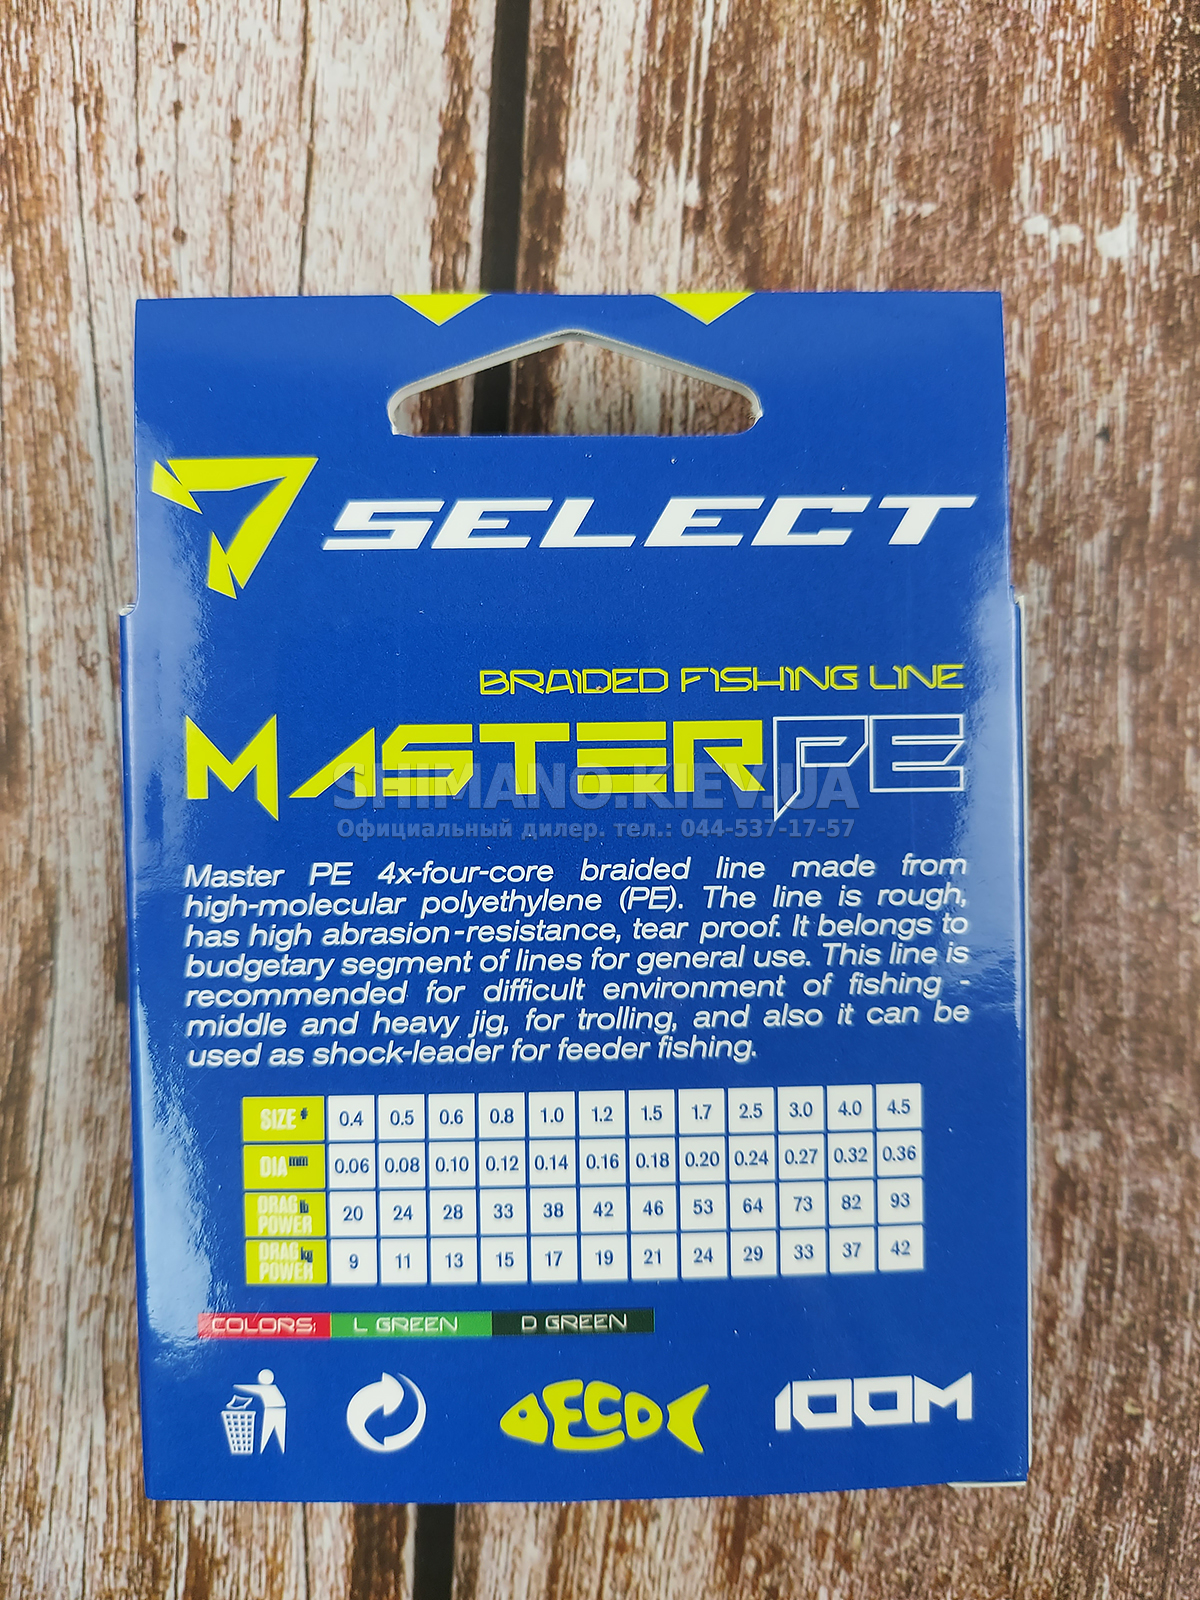 SELECT
BRAIDED FISHING LINE
MASTER PE
SHIMANO.KIEV.UA
Официальный дилер. тел.: 044-537-17-57
Master PE 4x-four-core braided line made from
high-molecular polyethylene (PE). The line is rough,
has high abrasion-resistance, tear proof. It belongs to
budgetary segment of lines for general use. This line is
recommended for difficult environment of fishing -
middle and heavy jig, for trolling, and also it can be
used as shock-leader for feeder fishing.
SIZE # 0.4 0.5 0.6 0.8 1.0 1.2 1.5 1.7 2.5 3.0 4.0 4.5
DIA mm 0.06 0.08 0.10 0.12 0.14 0.16 0.18 0.20 0.24 0.27 0.32 0.36
DRAG POWER lb 20 24 28 33 38 42 46 53 64 73 82 93
DRAG POWER kg 9 11 13 15 17 19 21 24 29 33 37 42
COLORS: L GREEN D GREEN
ECO 100M